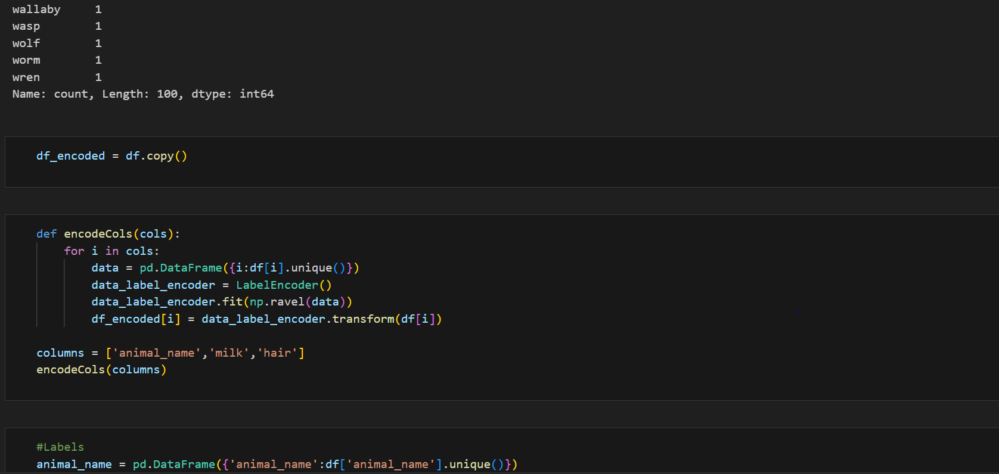 wallaby     1
wasp        1
wolf        1
worm        1
wren        1
Name: count, Length: 100, dtype: int64
df_encoded = df.copy()
def encodeCols(cols):
    for i in cols:
        data = pd.DataFrame({i:df[i].unique()})
        data_label_encoder = LabelEncoder()
        data_label_encoder.fit(np.ravel(data))
        df_encoded[i] = data_label_encoder.transform(df[i])
columns = ['animal_name','milk','hair']
encodeCols(columns)
#Labels
animal_name = pd.DataFrame({'animal_name':df['animal_name'].unique()})